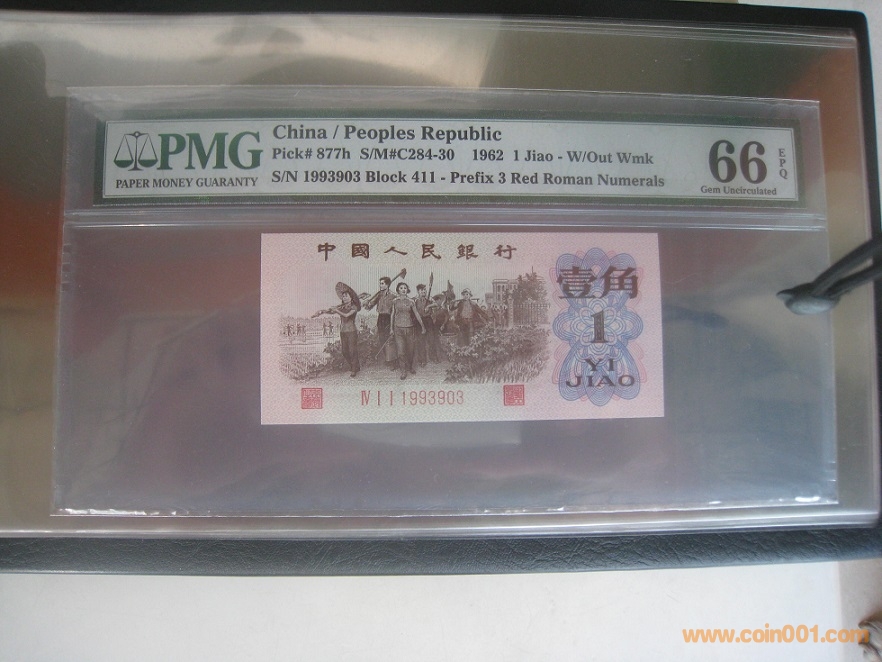 PMG
PAPER MONEY GUARANTY
China / Peoples Republic
Pick# 877h S/M#C284-30 1962 1 Jiao - W/Out Wmk
S/N 1993903 Block 411 - Prefix 3 Red Roman Numerals
66 EPQ
Gem Uncirculated
中國人民銀行
壹角
1
YI
JIAO
IV I I 1993903
www.coin001.com